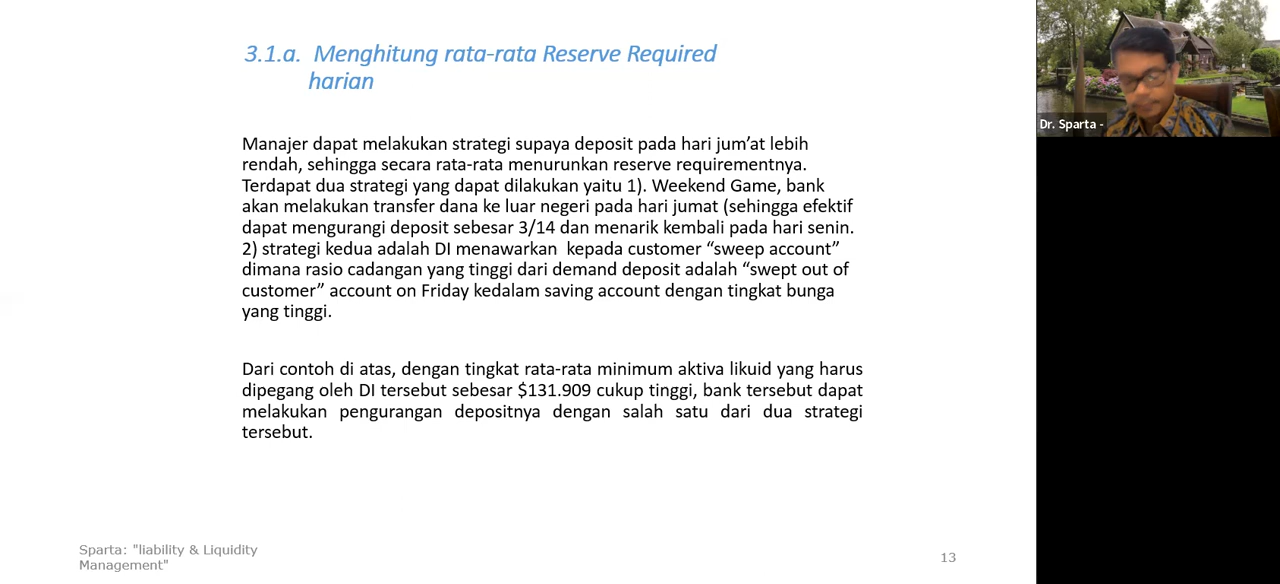 3.1.a. Menghitung rata-rata Reserve Required
harian
Manajer dapat melakukan strategi supaya deposit pada hari jum’at lebih
rendah, sehingga secara rata-rata menurunkan reserve requirementnya.
Terdapat dua strategi yang dapat dilakukan yaitu 1). Weekend Game, bank
akan melakukan transfer dana ke luar negeri pada hari jumat (sehingga efektif
dapat mengurangi deposit sebesar 3/14 dan menarik kembali pada hari senin.
2) strategi kedua adalah DI menawarkan kepada customer “sweep account”
dimana rasio cadangan yang tinggi dari demand deposit adalah “swept out of
customer” account on Friday kedalam saving account dengan tingkat bunga
yang tinggi.
Dari contoh di atas, dengan tingkat rata-rata minimum aktiva likuid yang harus
dipegang oleh DI tersebut sebesar $131.909 cukup tinggi, bank tersebut dapat
melakukan pengurangan depositnya dengan salah satu dari dua strategi
tersebut.
Sparta: "liability & Liquidity
Management"
13
Dr. Sparta -